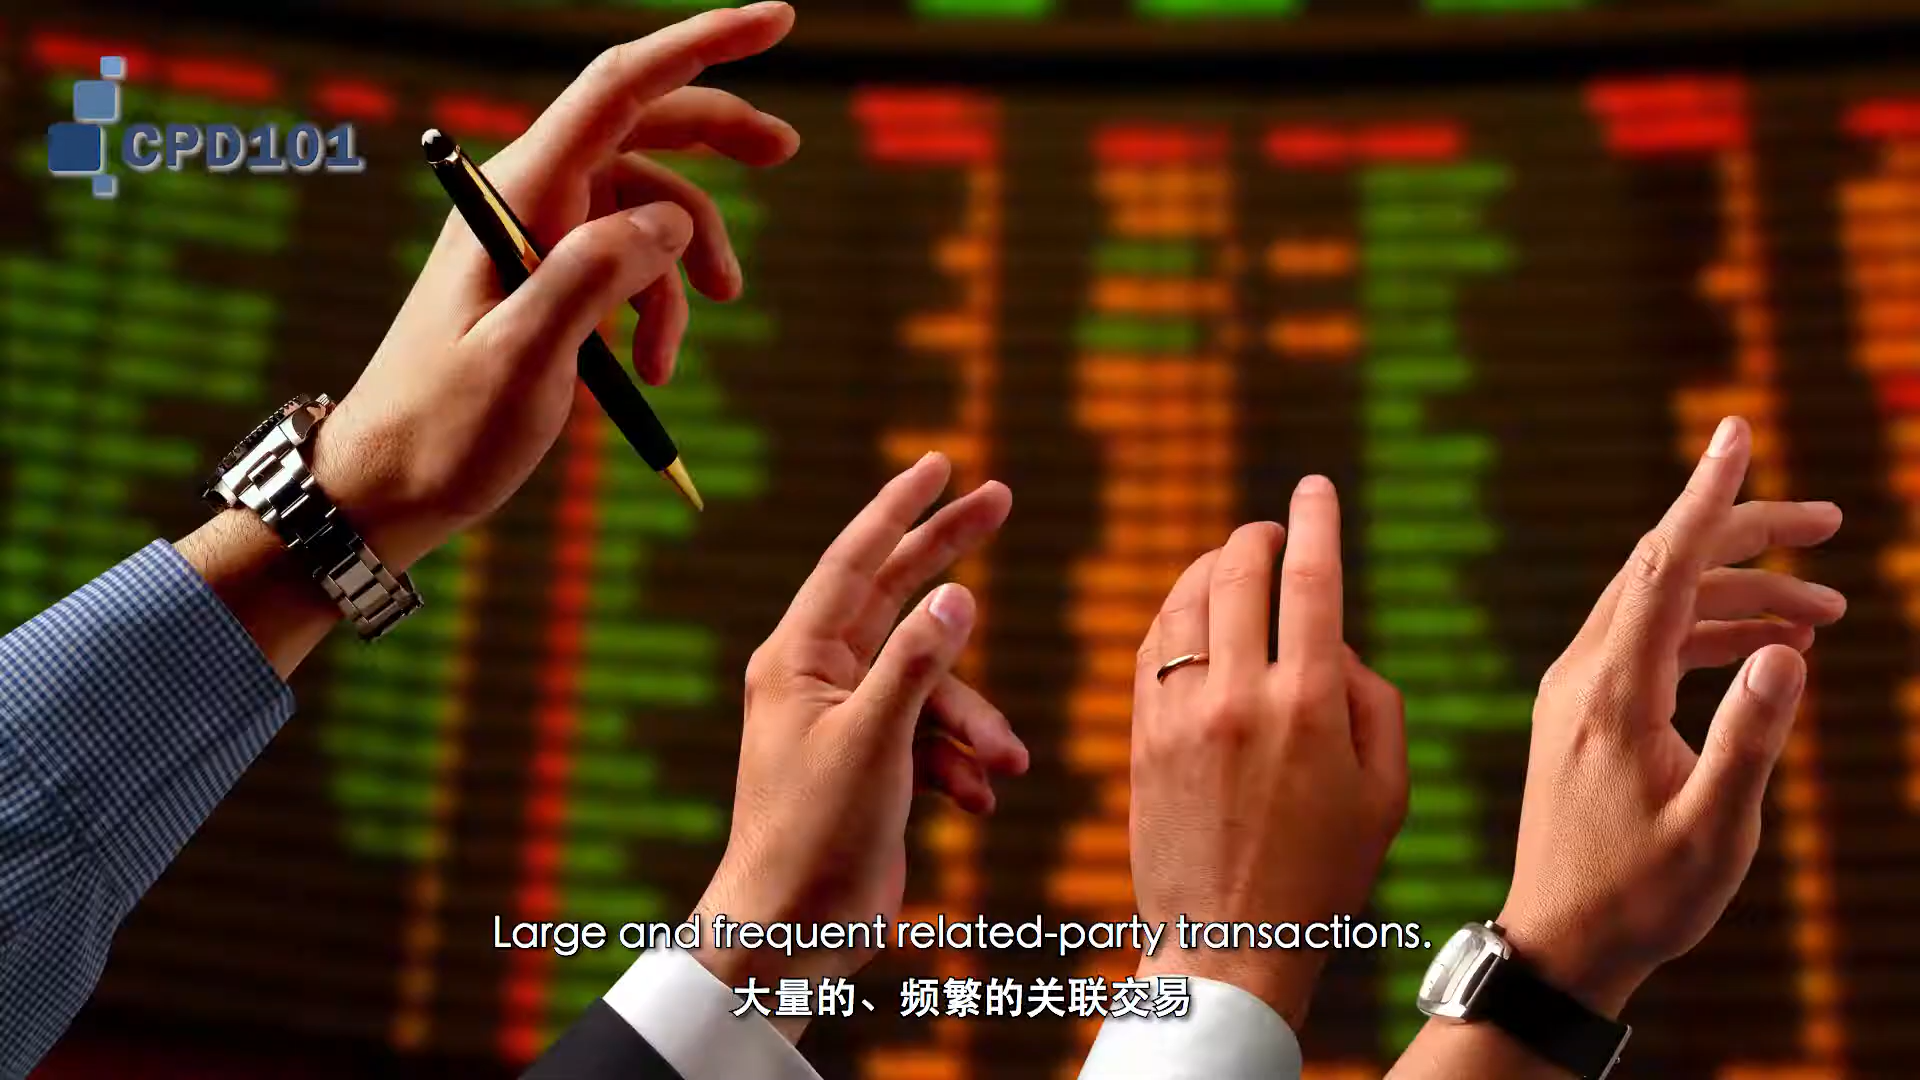 CPD101
Large and frequent related-party transactions.
大量的、频繁的关联交易